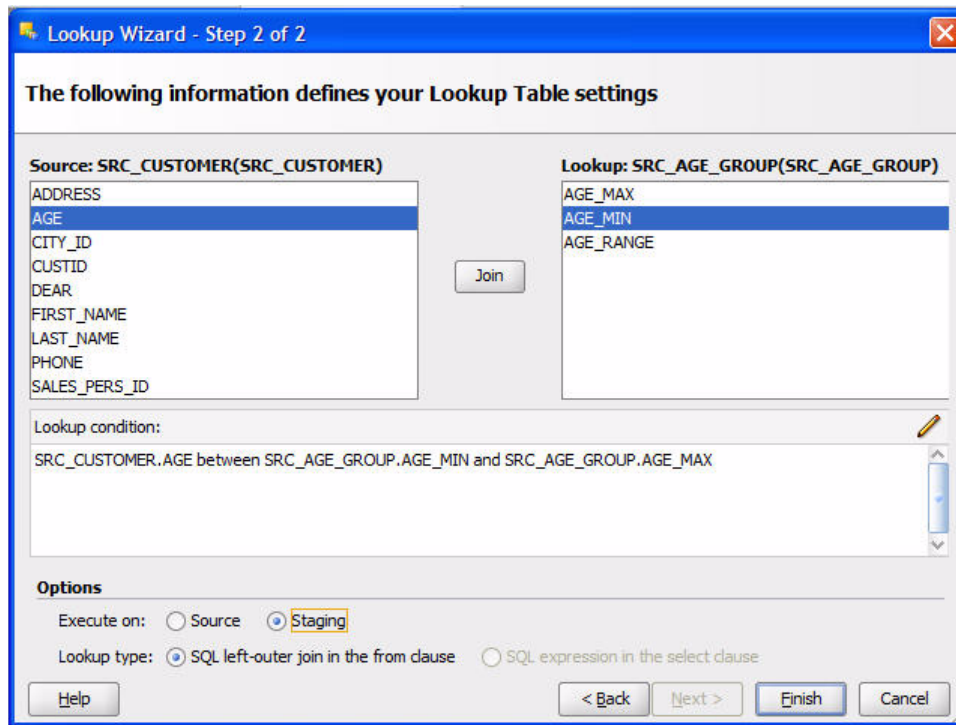 Lookup Wizard - Step 2 of 2
The following information defines your Lookup Table settings
Source: SRC_CUSTOMER(SRC_CUSTOMER)
ADDRESS
AGE
CITY_ID
CUSTID
DEAR
FIRST_NAME
LAST_NAME
PHONE
SALES_PERS_ID
Join
Lookup: SRC_AGE_GROUP(SRC_AGE_GROUP)
AGE_MAX
AGE_MIN
AGE_RANGE
Lookup condition:
SRC_CUSTOMER.AGE between SRC_AGE_GROUP.AGE_MIN and SRC_AGE_GROUP.AGE_MAX
Options
Execute on: Source Staging
Lookup type: SQL left-outer join in the from clause SQL expression in the select clause
Help < Back Next > Finish Cancel